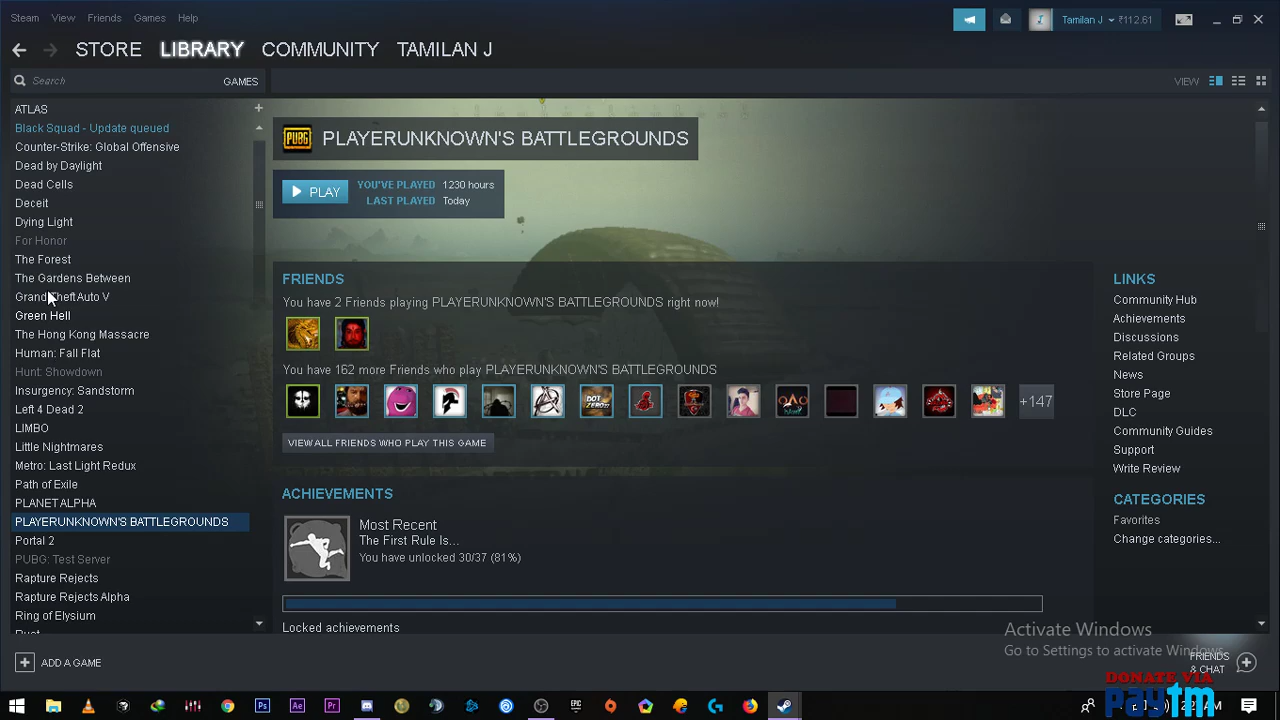 Steam View Friends Games Help
Tamilan J ₹112.61
STORE LIBRARY COMMUNITY TAMILAN J
Search GAMES VIEW
ATLAS
Black Squad - Update queued
Counter-Strike: Global Offensive
Dead by Daylight
Dead Cells
Deceit
Dying Light
For Honor
The Forest
The Gardens Between
Grand Theft Auto V
Green Hell
The Hong Kong Massacre
Human: Fall Flat
Hunt: Showdown
Insurgency: Sandstorm
Left 4 Dead 2
LIMBO
Little Nightmares
Metro: Last Light Redux
Path of Exile
PLANET ALPHA
PLAYERUNKNOWN'S BATTLEGROUNDS
Portal 2
PUBG: Test Server
Rapture Rejects
Rapture Rejects Alpha
Ring of Elysium
Rust
ADD A GAME
PUBG PLAYERUNKNOWN'S BATTLEGROUNDS
PLAY YOU'VE PLAYED 1230 hours
LAST PLAYED Today
FRIENDS
You have 2 Friends playing PLAYERUNKNOWN'S BATTLEGROUNDS right now!
You have 162 more Friends who play PLAYERUNKNOWN'S BATTLEGROUNDS
DOT ZERO
+147
VIEW ALL FRIENDS WHO PLAY THIS GAME
ACHIEVEMENTS
Most Recent
The First Rule Is...
You have unlocked 30/37 (81%)
Locked achievements
LINKS
Community Hub
Achievements
Discussions
Related Groups
News
Store Page
DLC
Community Guides
Support
Write Review
CATEGORIES
Favorites
Change categories...
Activate Windows
Go to Settings to activate Windows.
FRIENDS
& CHAT
DONATE VIA
paytm
Ps Ae Pr EPIC